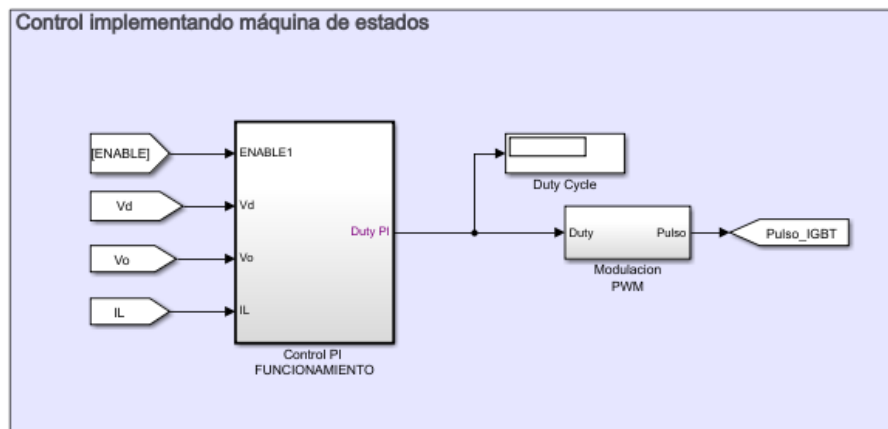 Control implementando máquina de estados
[ENABLE]
ENABLE1
Vd
Vd
Vo
Vo
IL
IL
Duty PI
Control PI
FUNCIONAMIENTO
Duty Cycle
Duty
Pulso
Modulacion
PWM
Pulso_IGBT